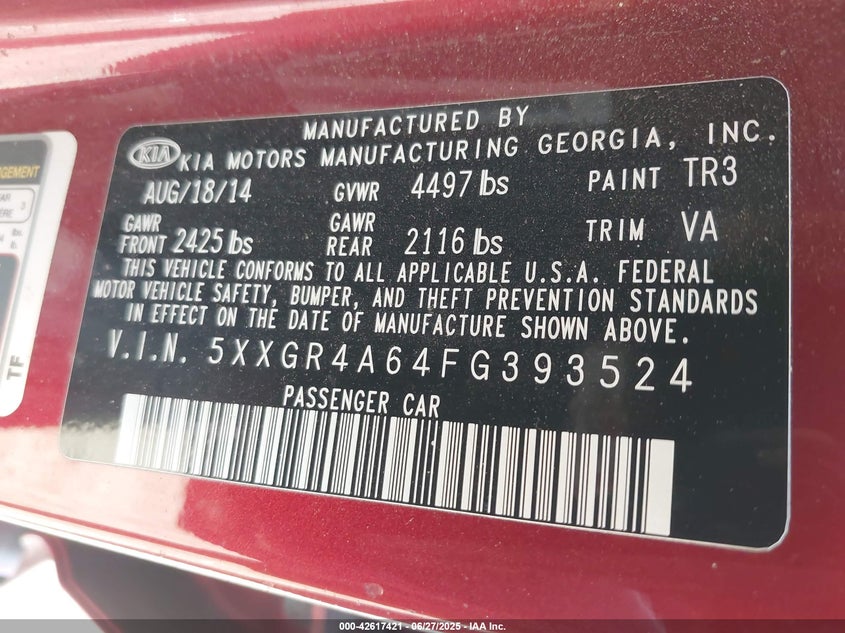 MANUFACTURED BY
KIA KIA MOTORS MANUFACTURING GEORGIA, INC.
AUG/18/14 GVWR 4497 lbs PAINT TR3
GAWR FRONT 2425 lbs GAWR REAR 2116 lbs TRIM VA
THIS VEHICLE CONFORMS TO ALL APPLICABLE U.S.A. FEDERAL
MOTOR VEHICLE SAFETY, BUMPER, AND THEFT PREVENTION STANDARDS
IN EFFECT ON THE DATE OF MANUFACTURE SHOWN ABOVE.
V.I.N. 5XXGR4A64FG393524
PASSENGER CAR
TF
000-42617421 - 06/27/2025 - IAA Inc.